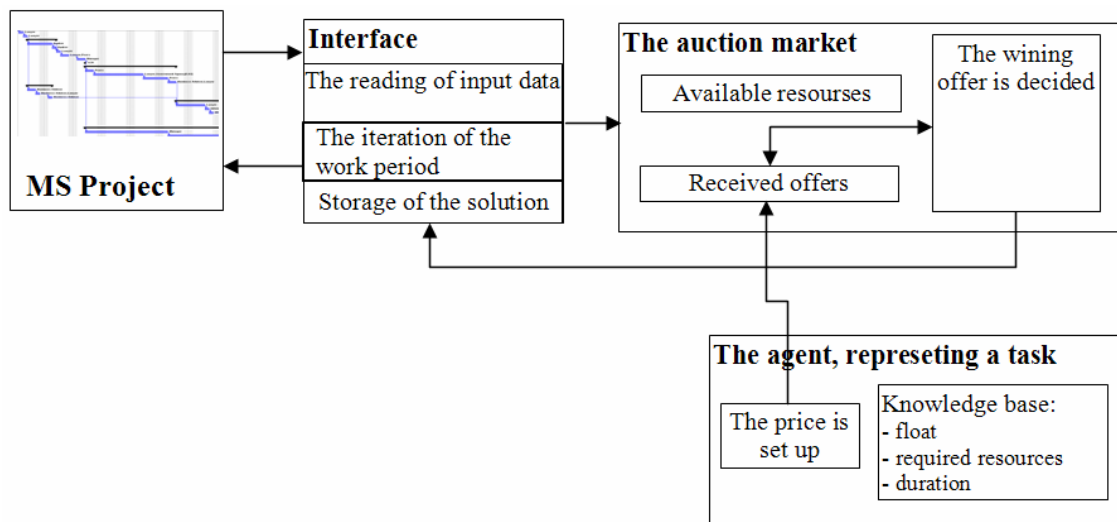 MS Project
Interface
The reading of input data
The iteration of the
work period
Storage of the solution
The auction market
Available resourses
Received offers
The wining
offer is decided
The agent, represeting a task
The price is
set up
Knowledge base:
- float
- required resources
- duration